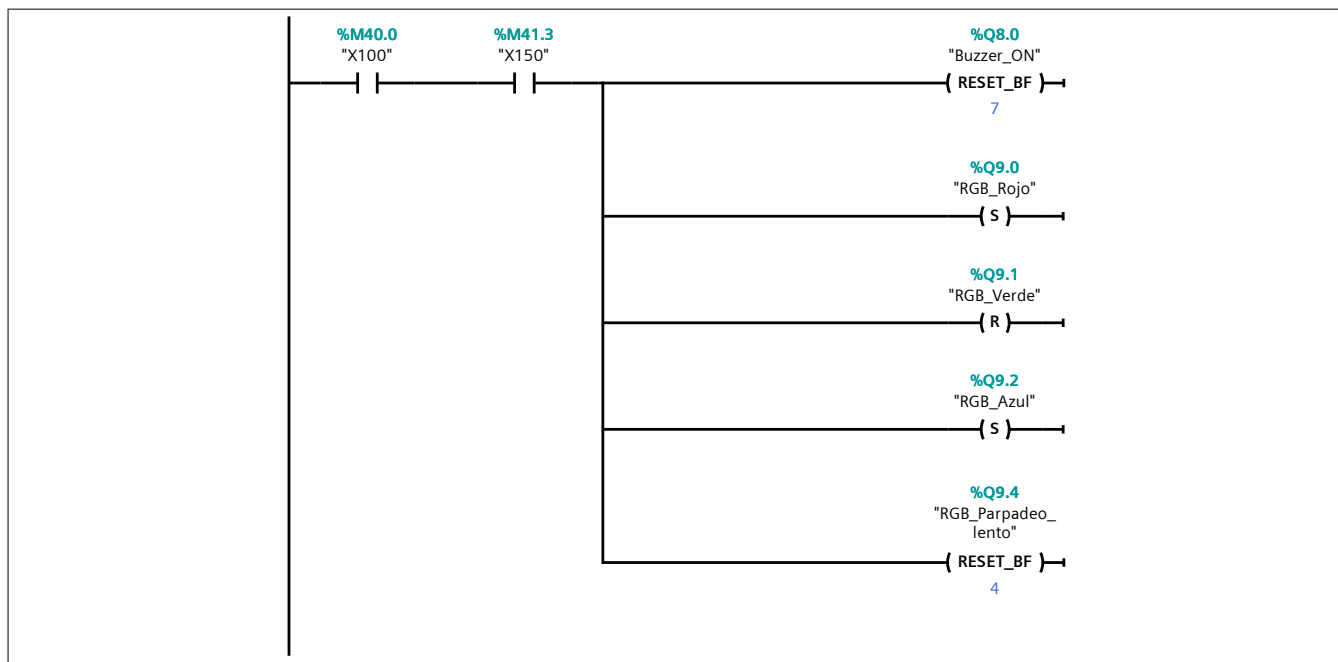 %M40.0 %M41.3 %Q8.0
"X100" "X150" "Buzzer_ON"
RESET_BF
7
%Q9.0
"RGB_Rojo"
S
%Q9.1
"RGB_Verde"
R
%Q9.2
"RGB_Azul"
S
%Q9.4
"RGB_Parpadeo_
lento"
RESET_BF
4